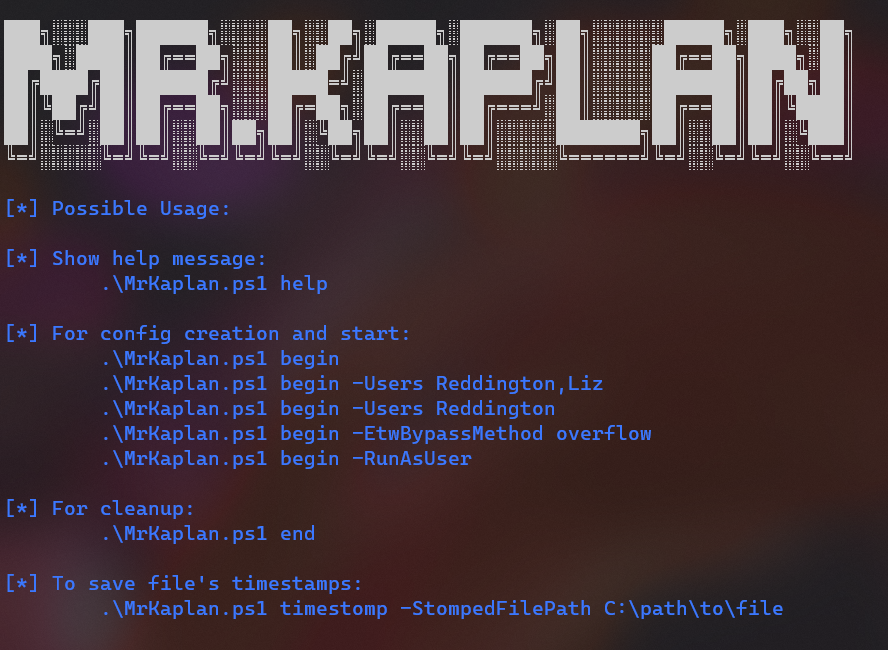 MR.KAPLAN
[*] Possible Usage:
[*] Show help message:
.\MrKaplan.ps1 help
[*] For config creation and start:
.\MrKaplan.ps1 begin
.\MrKaplan.ps1 begin -Users Reddington,Liz
.\MrKaplan.ps1 begin -Users Reddington
.\MrKaplan.ps1 begin -EtwBypassMethod overflow
.\MrKaplan.ps1 begin -RunAsUser
[*] For cleanup:
.\MrKaplan.ps1 end
[*] To save file's timestamps:
.\MrKaplan.ps1 timestomp -StompedFilePath C:\path\to\file